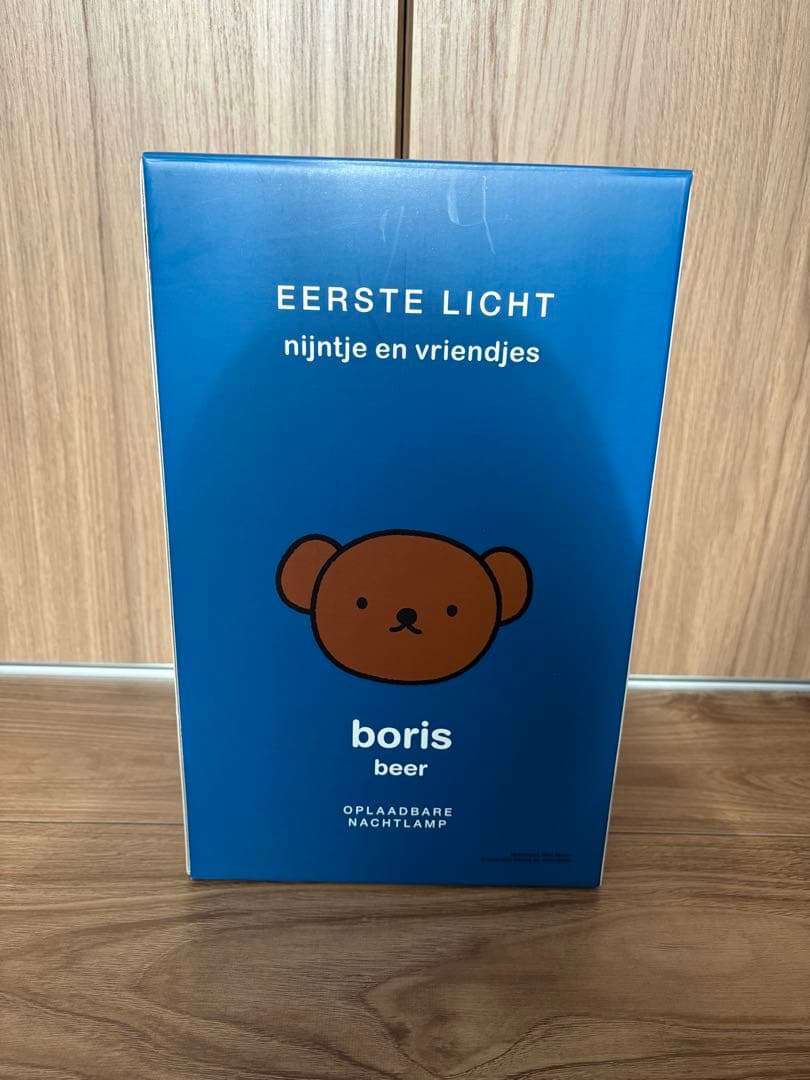 EERSTE LICHT
nijntje en vriendjes
boris
beer
OPLAADBARE
NACHTLAMP